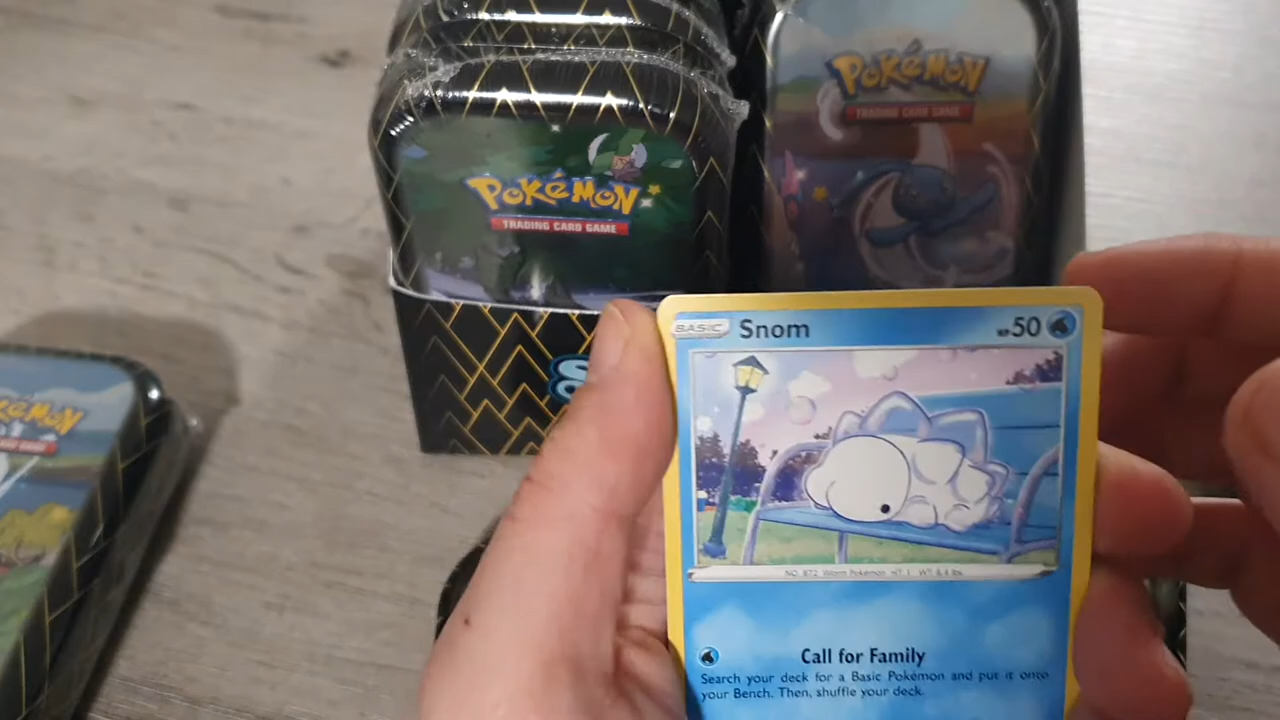 POKéMON
TRADING CARD GAME
POKéMON
TRADING CARD GAME
BASIC Snom HP50
NO. 872 Worm Pokémon HT: 1' WT: 8.4 lbs.
Call for Family
Search your deck for a Basic Pokémon and put it onto
your Bench. Then, shuffle your deck.